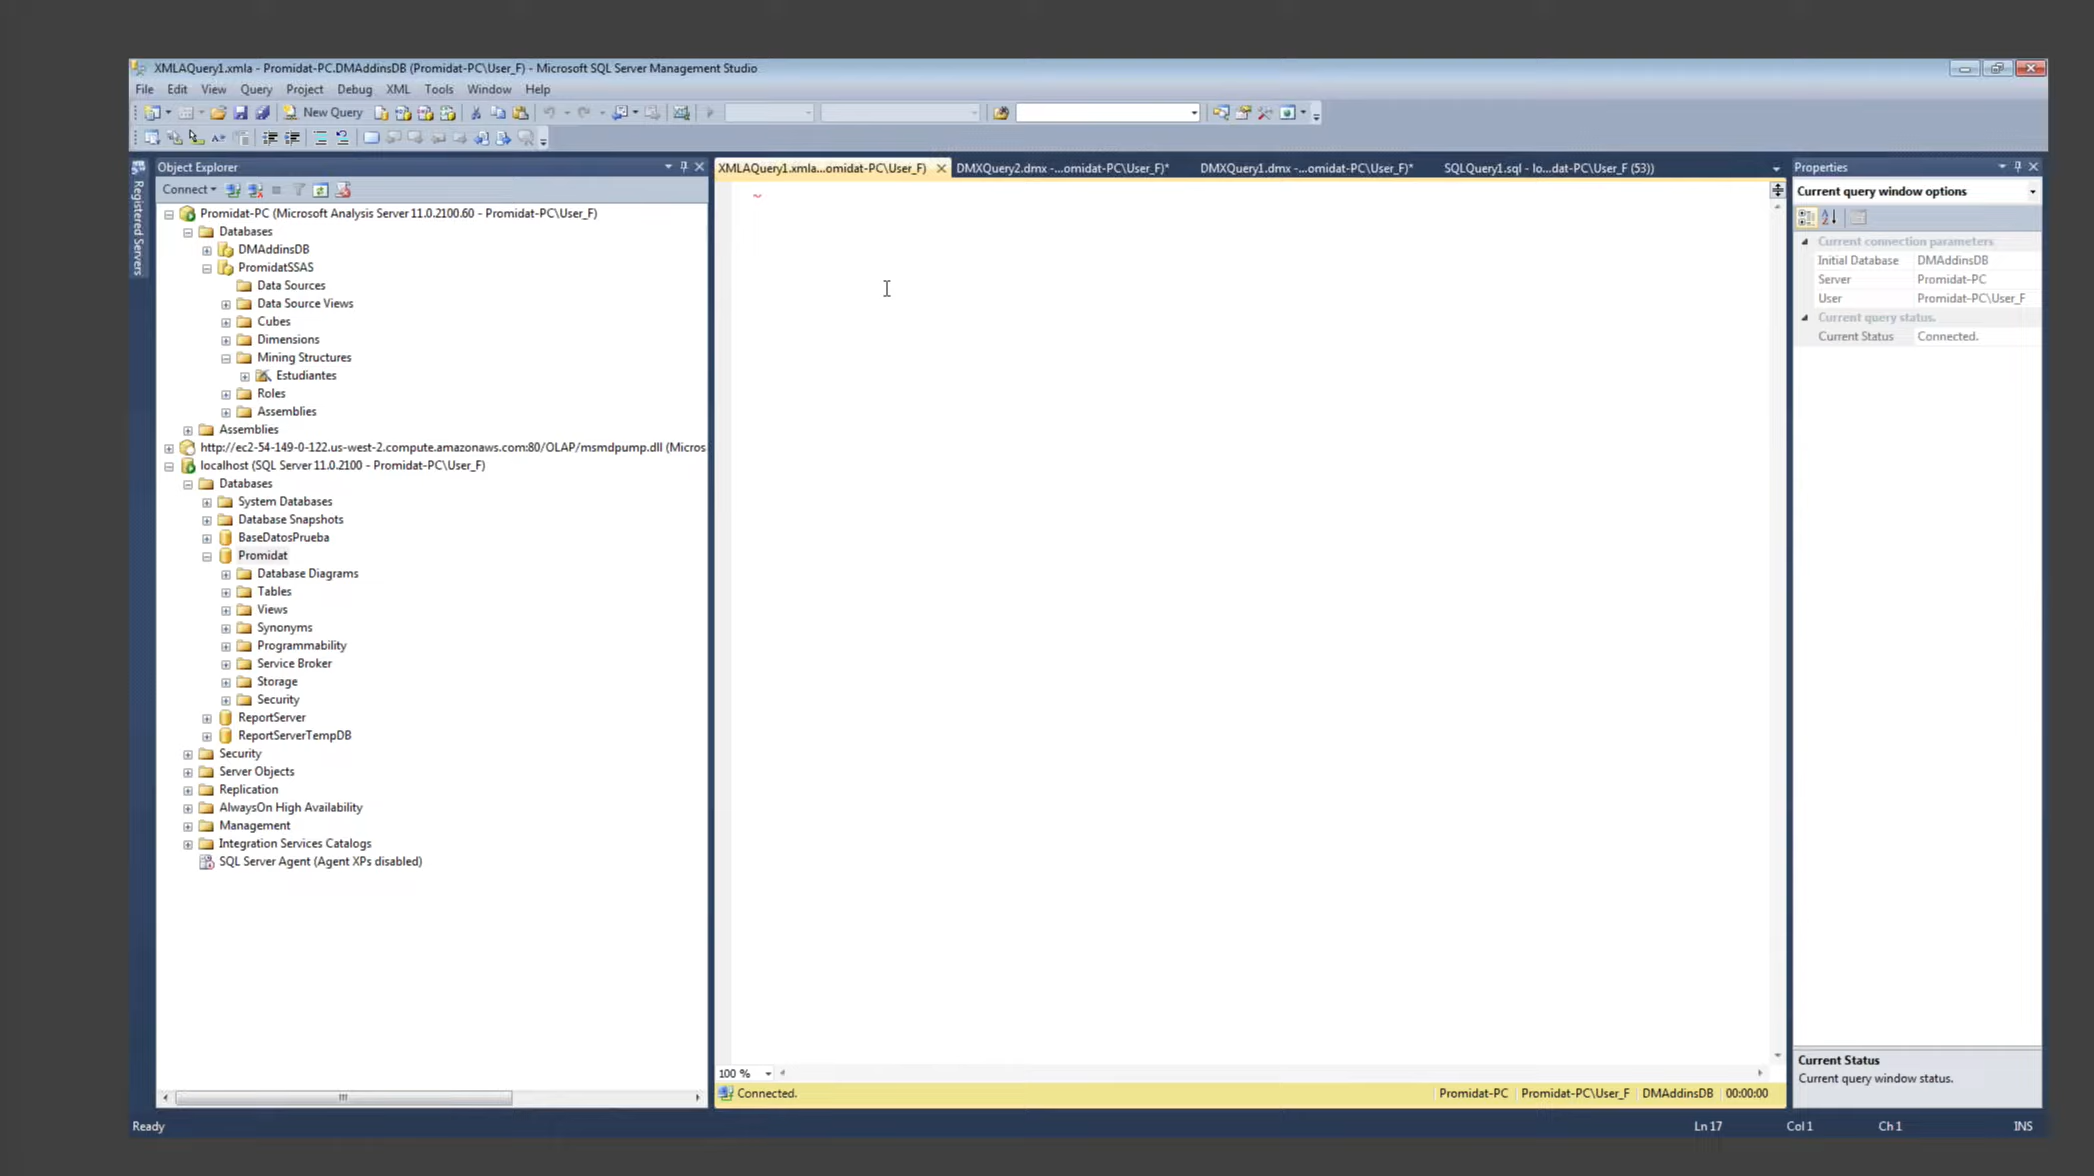 XMLAQuery1.xmla - Promidat-PC.DMAddinsDB (Promidat-PC\User_F) - Microsoft SQL Server Management Studio
File Edit View Query Project Debug XML Tools Window Help
New Query
Registered Servers
Object Explorer
Connect
Promidat-PC (Microsoft Analysis Server 11.0.2100.60 - Promidat-PC\User_F)
Databases
DMAddinsDB
PromidatSSAS
Data Sources
Data Source Views
Cubes
Dimensions
Mining Structures
Estudiantes
Roles
Assemblies
Assemblies
http://ec2-54-149-0-122.us-west-2.compute.amazonaws.com:80/OLAP/msmdpump.dll (Micros
localhost (SQL Server 11.0.2100 - Promidat-PC\User_F)
Databases
System Databases
Database Snapshots
BaseDatosPrueba
Promidat
Database Diagrams
Tables
Views
Synonyms
Programmability
Service Broker
Storage
Security
ReportServer
ReportServerTempDB
Security
Server Objects
Replication
AlwaysOn High Availability
Management
Integration Services Catalogs
SQL Server Agent (Agent XPs disabled)
XMLAQuery1.xmla...omidat-PC\User_F) DMXQuery2.dmx -...omidat-PC\User_F)* DMXQuery1.dmx -...omidat-PC\User_F)* SQLQuery1.sql - lo...dat-PC\User_F (53))
100 %
Connected. Promidat-PC Promidat-PC\User_F DMAddinsDB 00:00:00
Properties
Current query window options
Current connection parameters
Initial Database DMAddinsDB
Server Promidat-PC
User Promidat-PC\User_F
Current query status.
Current Status Connected.
Current Status
Current query window status.
Ready Ln 17 Col 1 Ch 1 INS